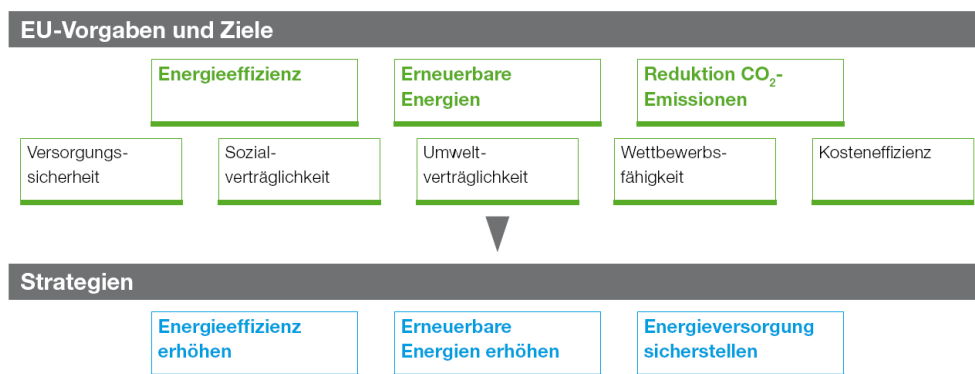 EU-Vorgaben und Ziele
Energieeffizienz
Erneuerbare
Energien
Reduktion CO₂-
Emissionen
Versorgungs-
sicherheit
Sozial-
verträglichkeit
Umwelt-
verträglichkeit
Wettbewerbs-
fähigkeit
Kosteneffizienz
Strategien
Energieeffizienz
erhöhen
Erneuerbare
Energien erhöhen
Energieversorgung
sicherstellen